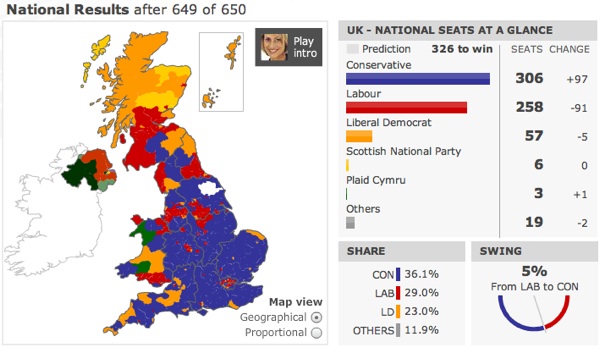 National Results after 649 of 650
Play
intro
Map view
Geographical
Proportional
UK - NATIONAL SEATS AT A GLANCE
Prediction 326 to win SEATS CHANGE
Conservative
306 +97
Labour
258 -91
Liberal Democrat
57 -5
Scottish National Party
6 0
Plaid Cymru
3 +1
Others
19 -2
SHARE
CON 36.1%
LAB 29.0%
LD 23.0%
OTHERS 11.9%
SWING
5%
From LAB to CON